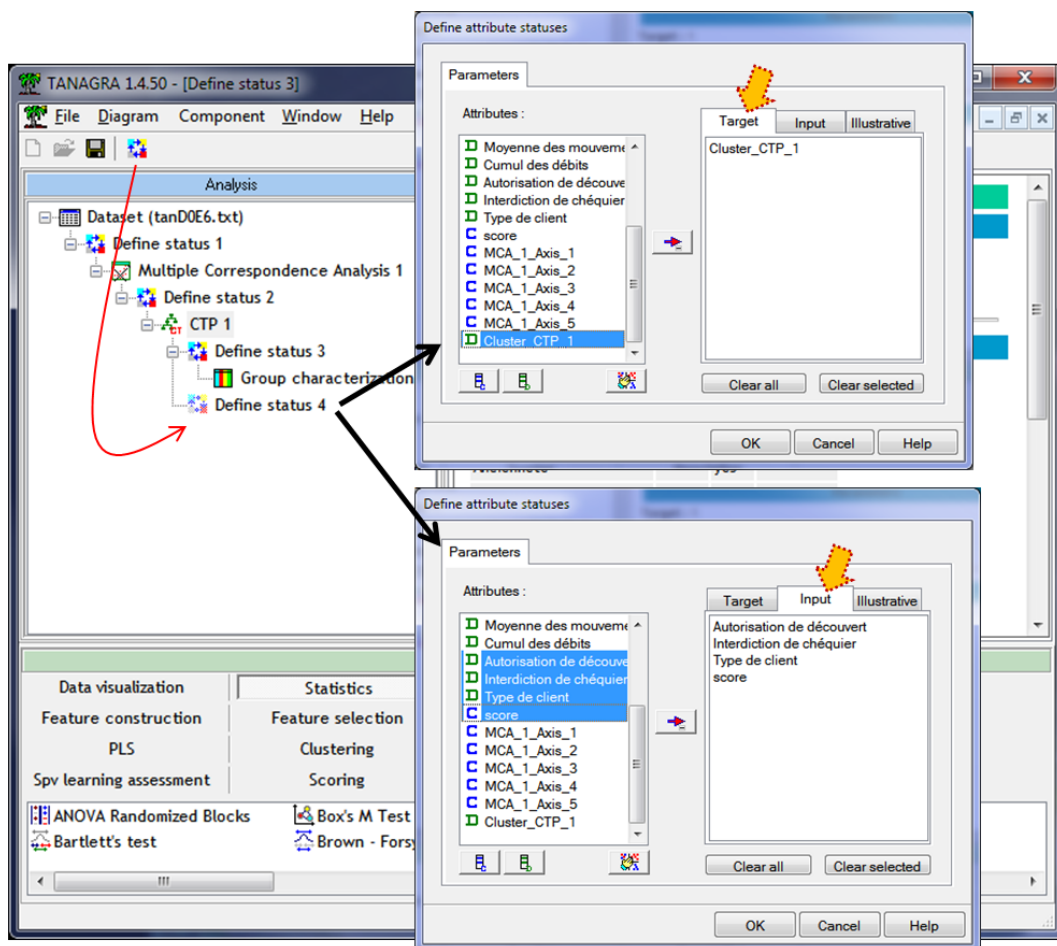 Define attribute statuses
Parameters
Attributes :
Moyenne des mouveme
Cumul des débits
Autorisation de découve
Interdiction de chéquier
Type de client
score
MCA_1_Axis_1
MCA_1_Axis_2
MCA_1_Axis_3
MCA_1_Axis_4
MCA_1_Axis_5
Cluster_CTP_1
Target Input Illustrative
Cluster_CTP_1
Clear all Clear selected
OK Cancel Help
TANAGRA 1.4.50 - [Define status 3]
File Diagram Component Window Help
Analysis
Dataset (tanD0E6.txt)
Define status 1
Multiple Correspondence Analysis 1
Define status 2
CTP 1
Define status 3
Group characterization
Define status 4
yes
Define attribute statuses
Parameters
Attributes :
Moyenne des mouveme
Cumul des débits
Autorisation de découve
Interdiction de chéquier
Type de client
score
MCA_1_Axis_1
MCA_1_Axis_2
MCA_1_Axis_3
MCA_1_Axis_4
MCA_1_Axis_5
Cluster_CTP_1
Target Input Illustrative
Autorisation de découvert
Interdiction de chéquier
Type de client
score
Clear all Clear selected
OK Cancel Help
Data visualization Statistics
Feature construction Feature selection
PLS Clustering
Spv learning assessment Scoring
ANOVA Randomized Blocks Box's M Test
Bartlett's test Brown - Forsy